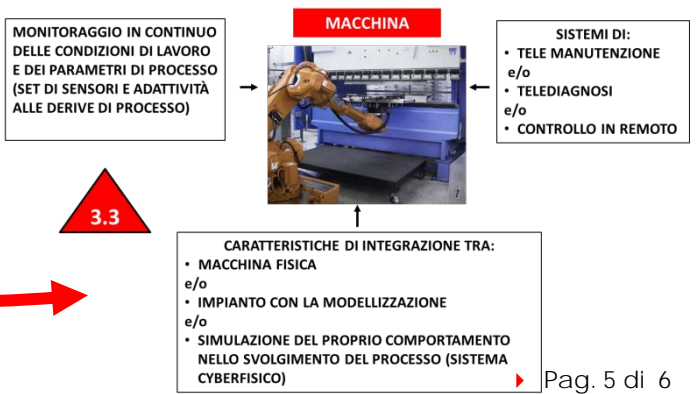 MACCHINA
MONITORAGGIO IN CONTINUO
DELLE CONDIZIONI DI LAVORO
E DEI PARAMETRI DI PROCESSO
(SET DI SENSORI E ADATTIVITÀ
ALLE DERIVE DI PROCESSO)
SISTEMI DI:
• TELE MANUTENZIONE
e/o
• TELEDIAGNOSI
e/o
• CONTROLLO IN REMOTO
3.3
CARATTERISTICHE DI INTEGRAZIONE TRA:
• MACCHINA FISICA
e/o
• IMPIANTO CON LA MODELLIZZAZIONE
e/o
• SIMULAZIONE DEL PROPRIO COMPORTAMENTO
NELLO SVOLGIMENTO DEL PROCESSO (SISTEMA
CYBERFISICO)
Pag. 5 di 6